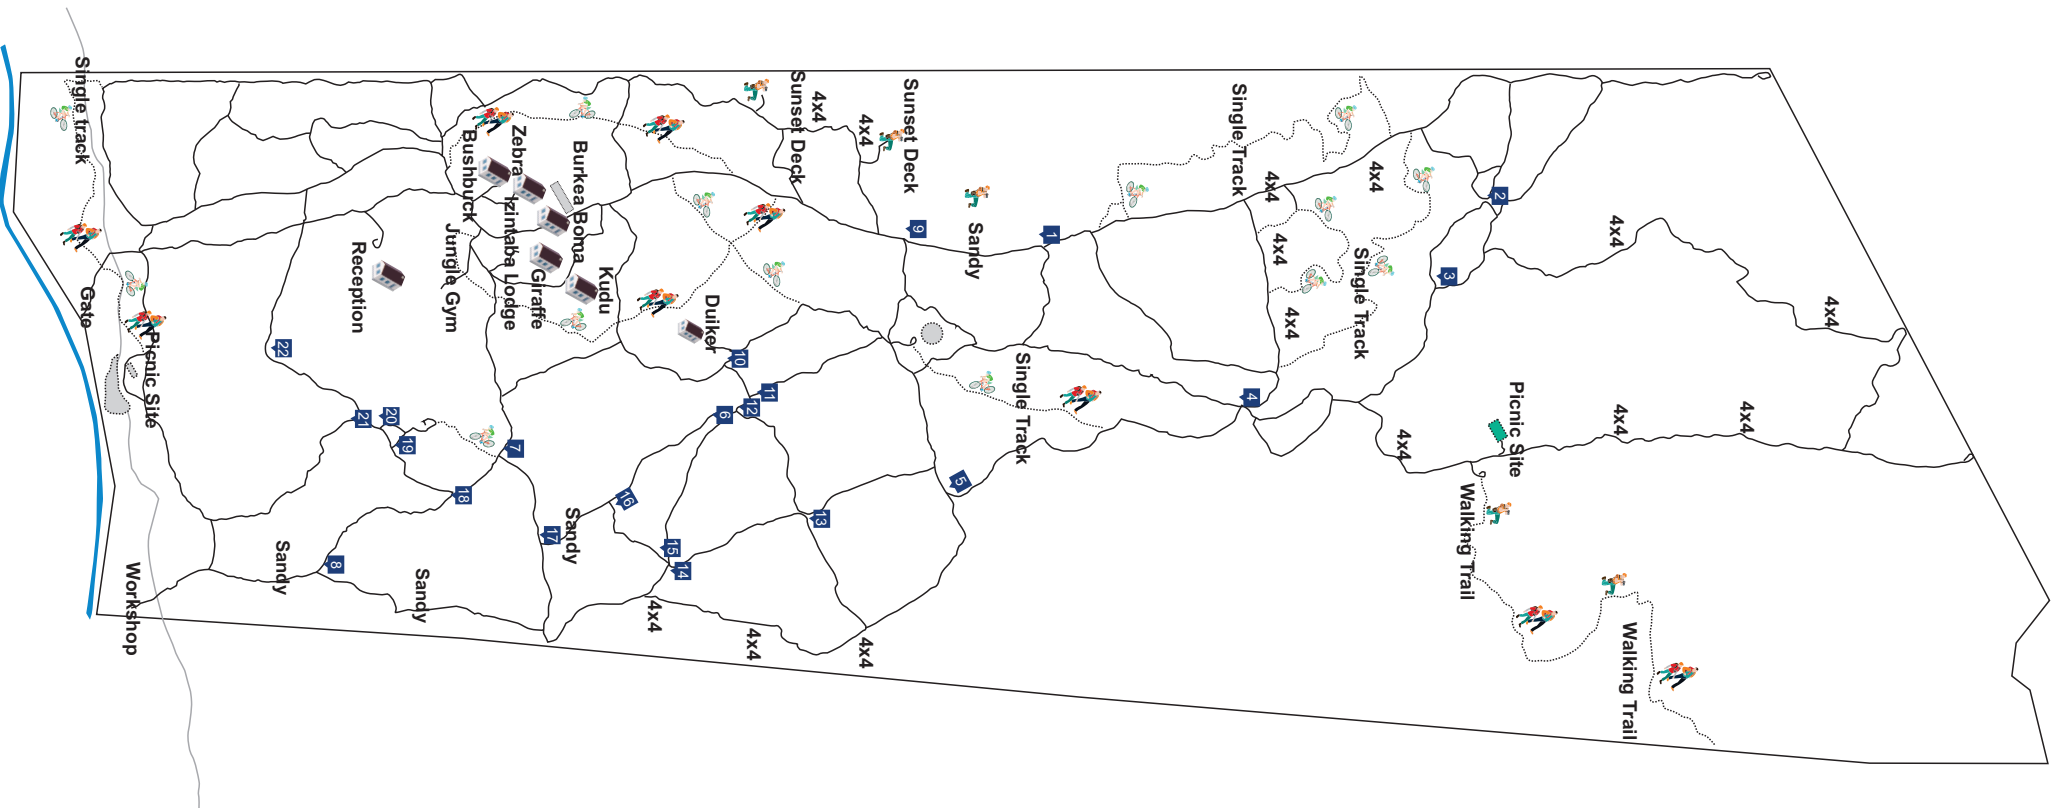 Single track
Gate
Picnic Site
Workshop
22
Sandy
8
Reception
21
20
19
Sandy
Jungle Gym
18
Bushburck
Zebra
Izintaba Lodge
7
Giraffe
17
Burkea Boma
Sandy
Kudu
16
4x4
15
14
Duiker
6
10
12
11
4x4
Sunset Deck
4x4
13
4x4
4x4
Sunset Deck
9
5
Sandy
Single Track
1
Single Track
4
4x4
4x4
4x4
Single Track
4x4
4x4
3
Walking Trail
2
Picnic Site
4x4
4x4
Walking Trail
4x4
4x4